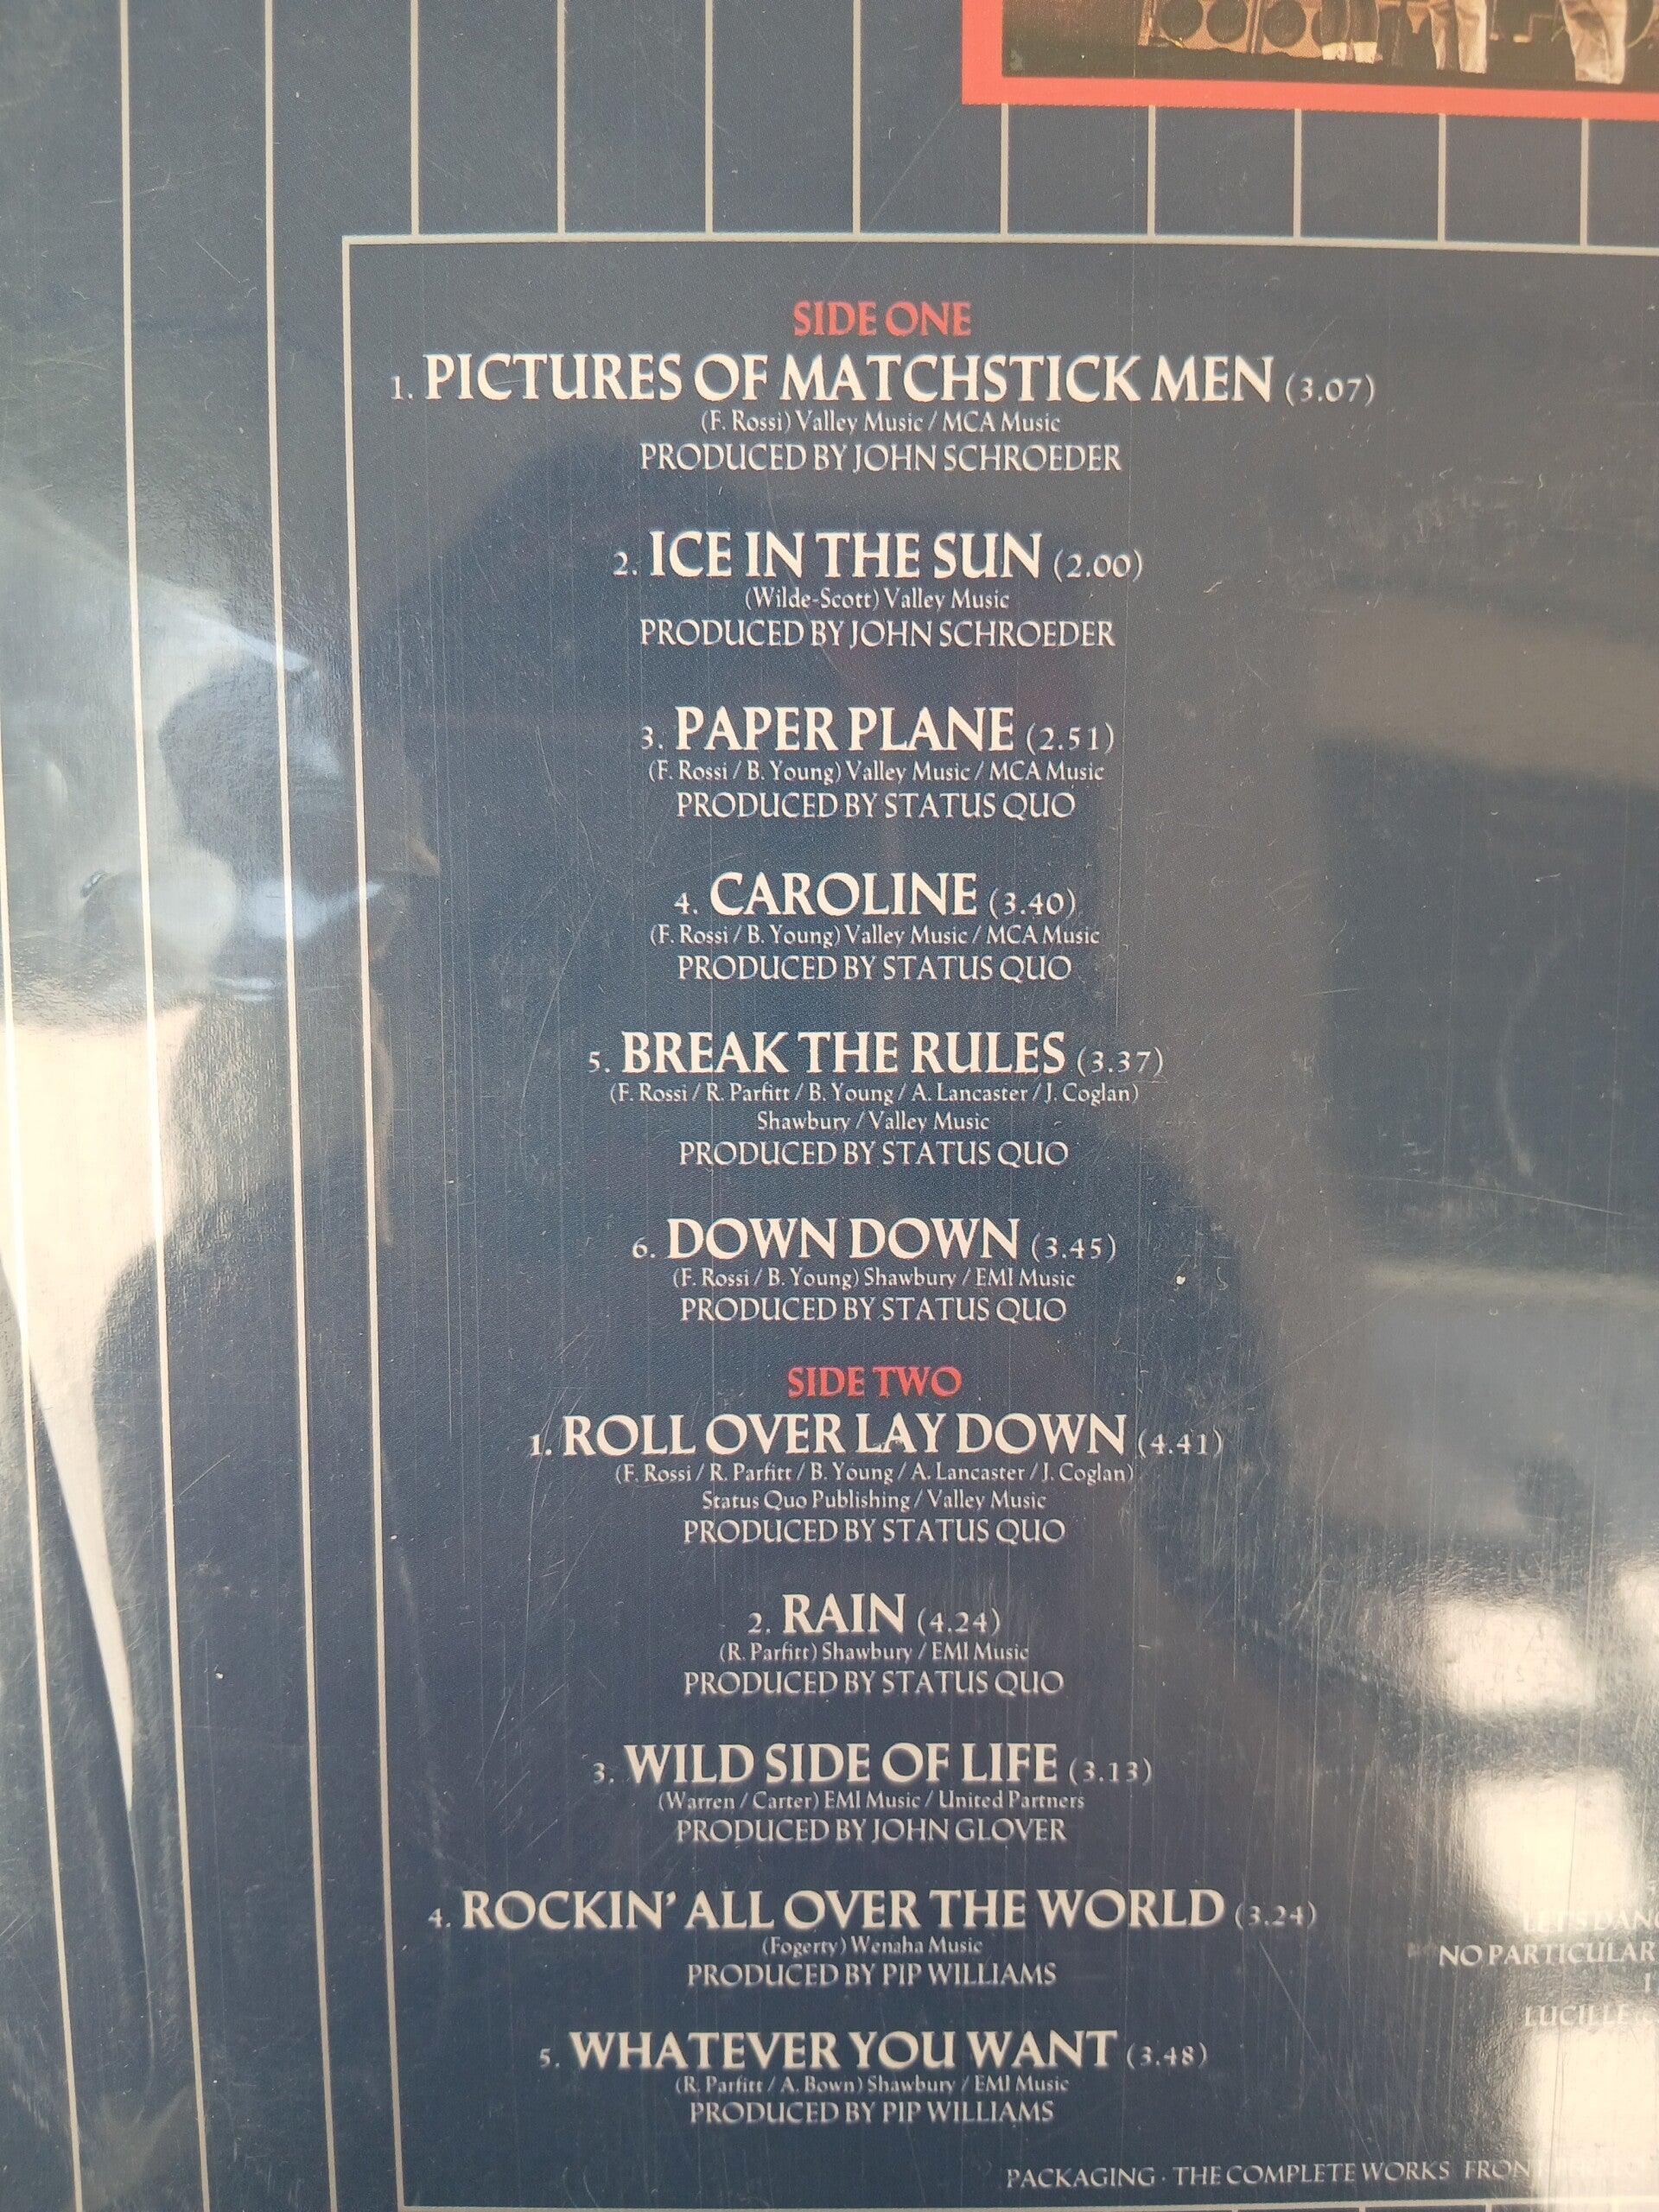 SIDE ONE
1. PICTURES OF MATCHSTICK MEN (3.07)
(F. Rossi) Valley Music / MCA Music
PRODUCED BY JOHN SCHROEDER
2. ICE IN THE SUN (2.00)
(Wilde-Scott) Valley Music
PRODUCED BY JOHN SCHROEDER
3. PAPER PLANE (2.51)
(F. Rossi / B. Young) Valley Music / MCA Music
PRODUCED BY STATUS QUO
4. CAROLINE (3.40)
(F. Rossi / B. Young) Valley Music / MCA Music
PRODUCED BY STATUS QUO
5. BREAK THE RULES (3.37)
(F. Rossi / R. Parfitt / B. Young / A. Lancaster / J. Coglan)
Shawbury / Valley Music
PRODUCED BY STATUS QUO
6. DOWN DOWN (3.45)
(F. Rossi / B. Young) Shawbury / EMI Music
PRODUCED BY STATUS QUO
SIDE TWO
1. ROLL OVER LAY DOWN (4.41)
(F. Rossi / R. Parfitt / B. Young / A. Lancaster / J. Coglan)
Status Quo Publishing / Valley Music
PRODUCED BY STATUS QUO
2. RAIN (4.24)
(R. Parfitt) Shawbury / EMI Music
PRODUCED BY STATUS QUO
3. WILD SIDE OF LIFE (3.13)
(Warren / Carter) EMI Music / United Partners
PRODUCED BY JOHN GLOVER
4. ROCKIN' ALL OVER THE WORLD (3.24)
(Fogerty) Wenaha Music
PRODUCED BY PIP WILLIAMS
5. WHATEVER YOU WANT (3.48)
(R. Parfitt / A. Bown) Shawbury / EMI Music
PRODUCED BY PIP WILLIAMS
NO PARTICULAR
LUCILLE
PACKAGING · THE COMPLETE WORKS